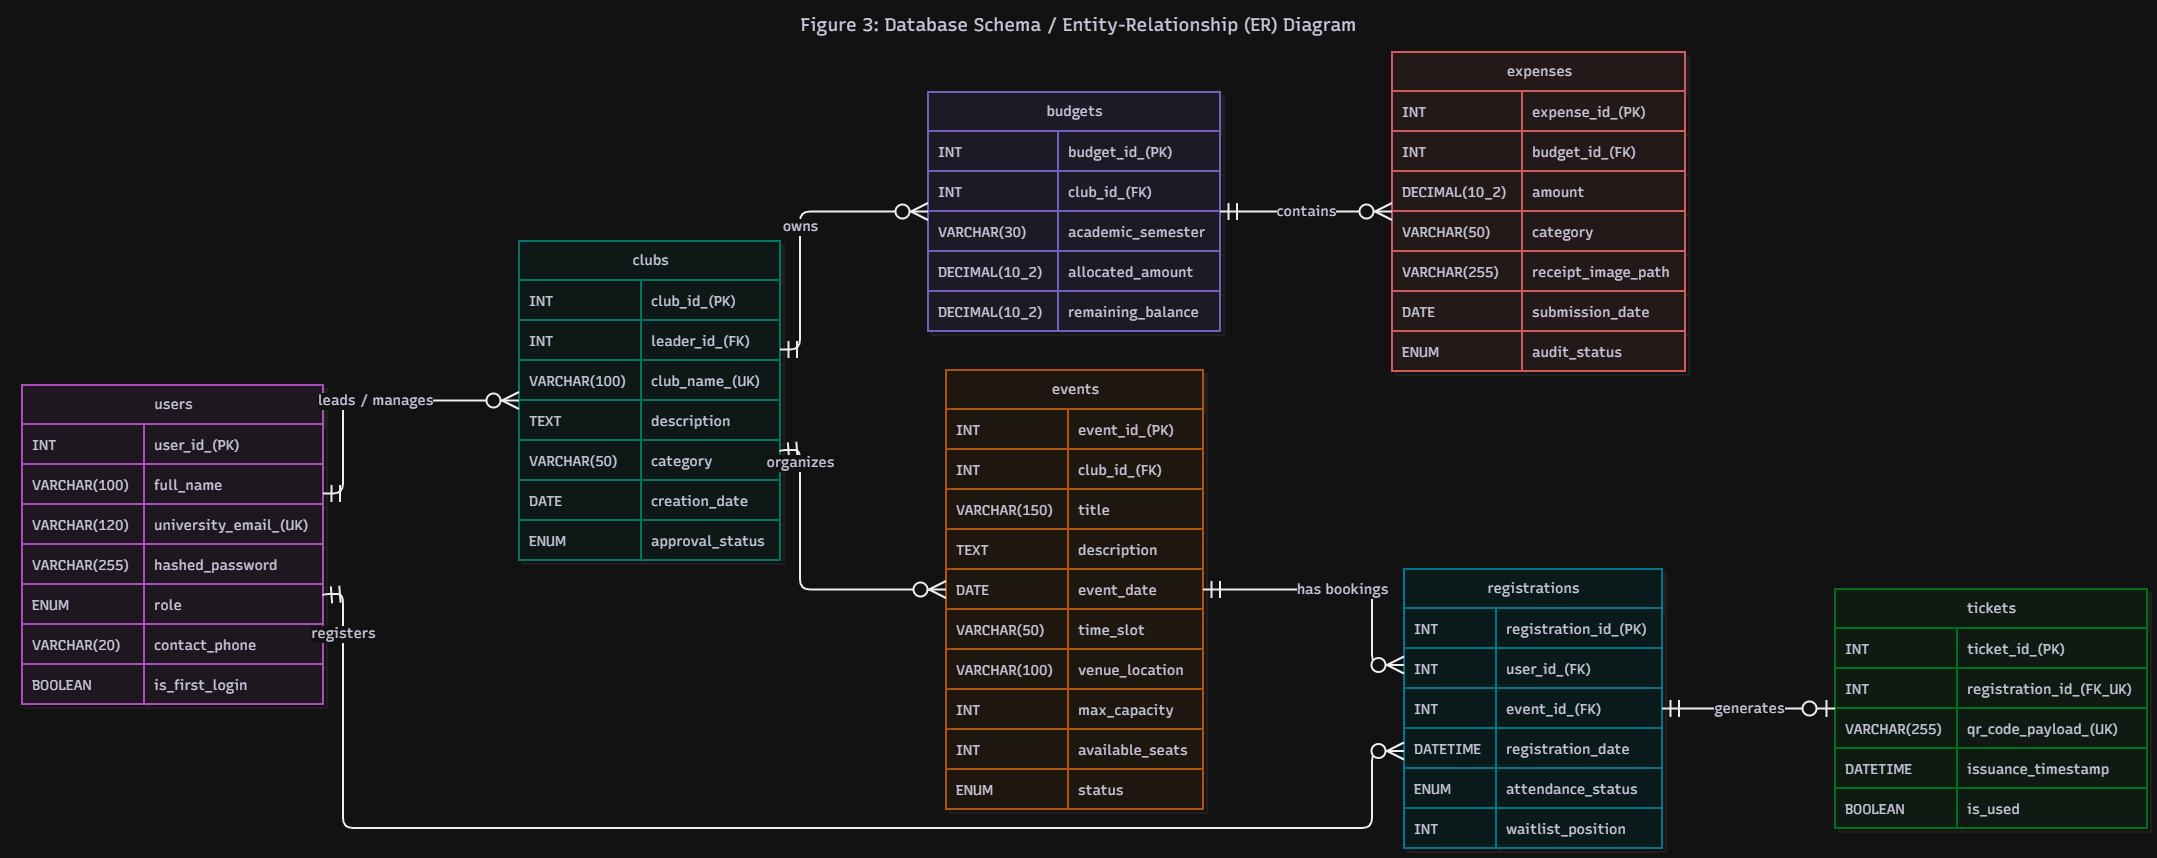 Figure 3: Database Schema / Entity-Relationship (ER) Diagram
users
INT user_id_(PK)
VARCHAR(100) full_name
VARCHAR(120) university_email_(UK)
VARCHAR(255) hashed_password
ENUM role
VARCHAR(20) contact_phone
BOOLEAN is_first_login
leads / manages
registers
clubs
INT club_id_(PK)
INT leader_id_(FK)
VARCHAR(100) club_name_(UK)
TEXT description
VARCHAR(50) category
DATE creation_date
ENUM approval_status
owns
organizes
budgets
INT budget_id_(PK)
INT club_id_(FK)
VARCHAR(30) academic_semester
DECIMAL(10_2) allocated_amount
DECIMAL(10_2) remaining_balance
contains
expenses
INT expense_id_(PK)
INT budget_id_(FK)
DECIMAL(10_2) amount
VARCHAR(50) category
VARCHAR(255) receipt_image_path
DATE submission_date
ENUM audit_status
events
INT event_id_(PK)
INT club_id_(FK)
VARCHAR(150) title
TEXT description
DATE event_date
VARCHAR(50) time_slot
VARCHAR(100) venue_location
INT max_capacity
INT available_seats
ENUM status
has bookings
registrations
INT registration_id_(PK)
INT user_id_(FK)
INT event_id_(FK)
DATETIME registration_date
ENUM attendance_status
INT waitlist_position
generates
tickets
INT ticket_id_(PK)
INT registration_id_(FK_UK)
VARCHAR(255) qr_code_payload_(UK)
DATETIME issuance_timestamp
BOOLEAN is_used